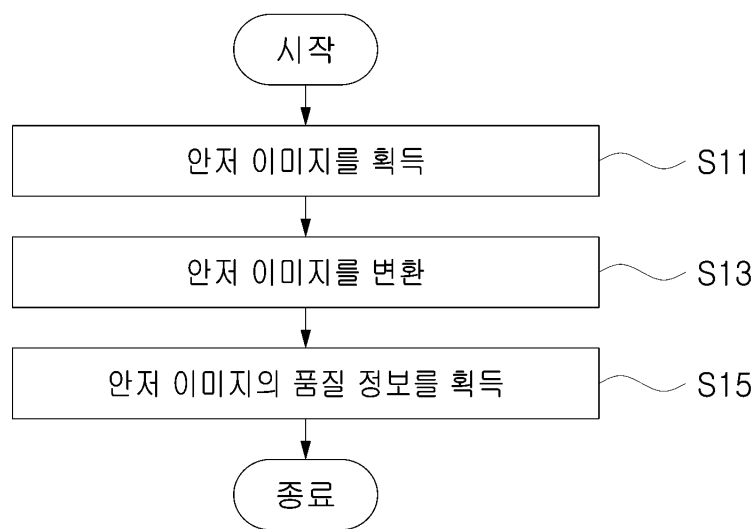 시작
안저 이미지를 획득
S11
안저 이미지를 변환
S13
안저 이미지의 품질 정보를 획득
S15
종료